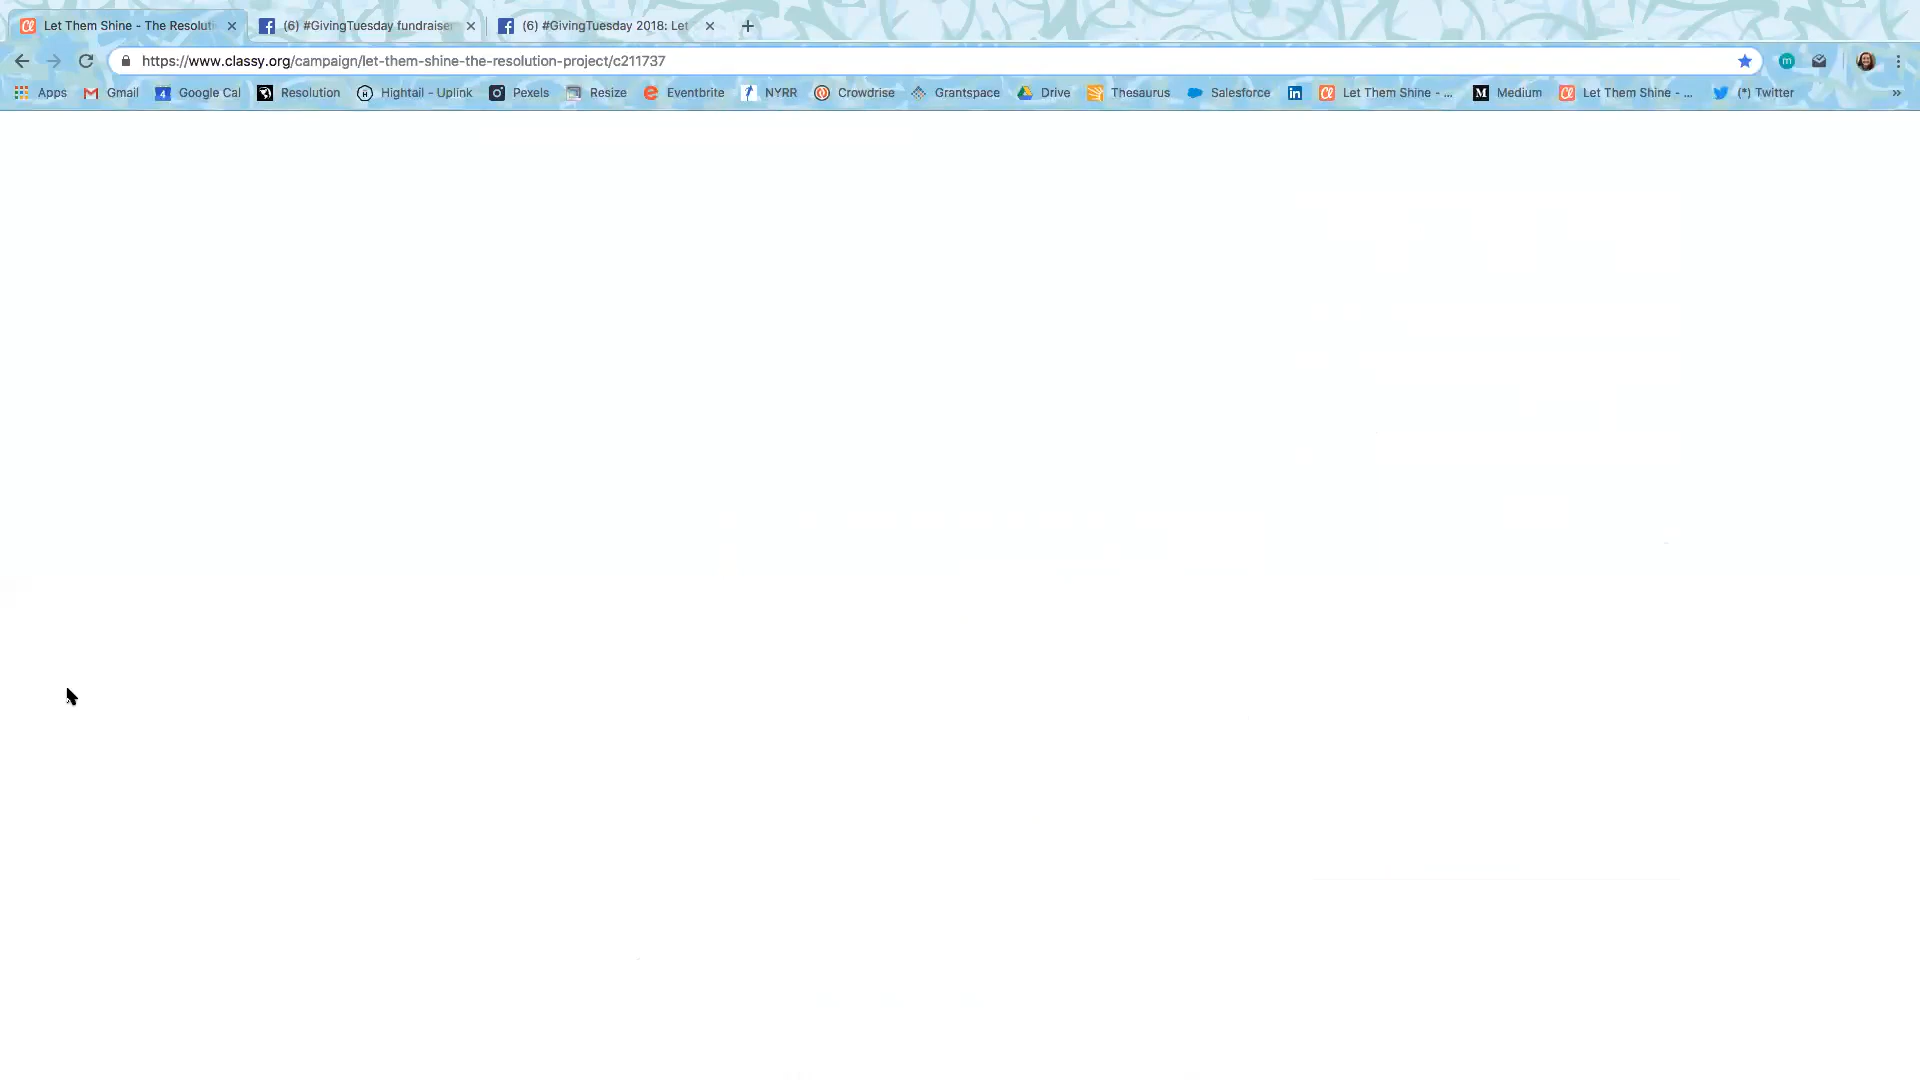 Let Them Shine - The Resoluti
(6) #GivingTuesday fundraiser
(6) #GivingTuesday 2018: Let
https://www.classy.org/campaign/let-them-shine-the-resolution-project/c211737
Apps Gmail Google Cal Resolution Hightail - Uplink Pexels Resize Eventbrite NYRR Crowdrise Grantspace Drive Thesaurus Salesforce Let Them Shine - ... Medium Let Them Shine - ... (*) Twitter »